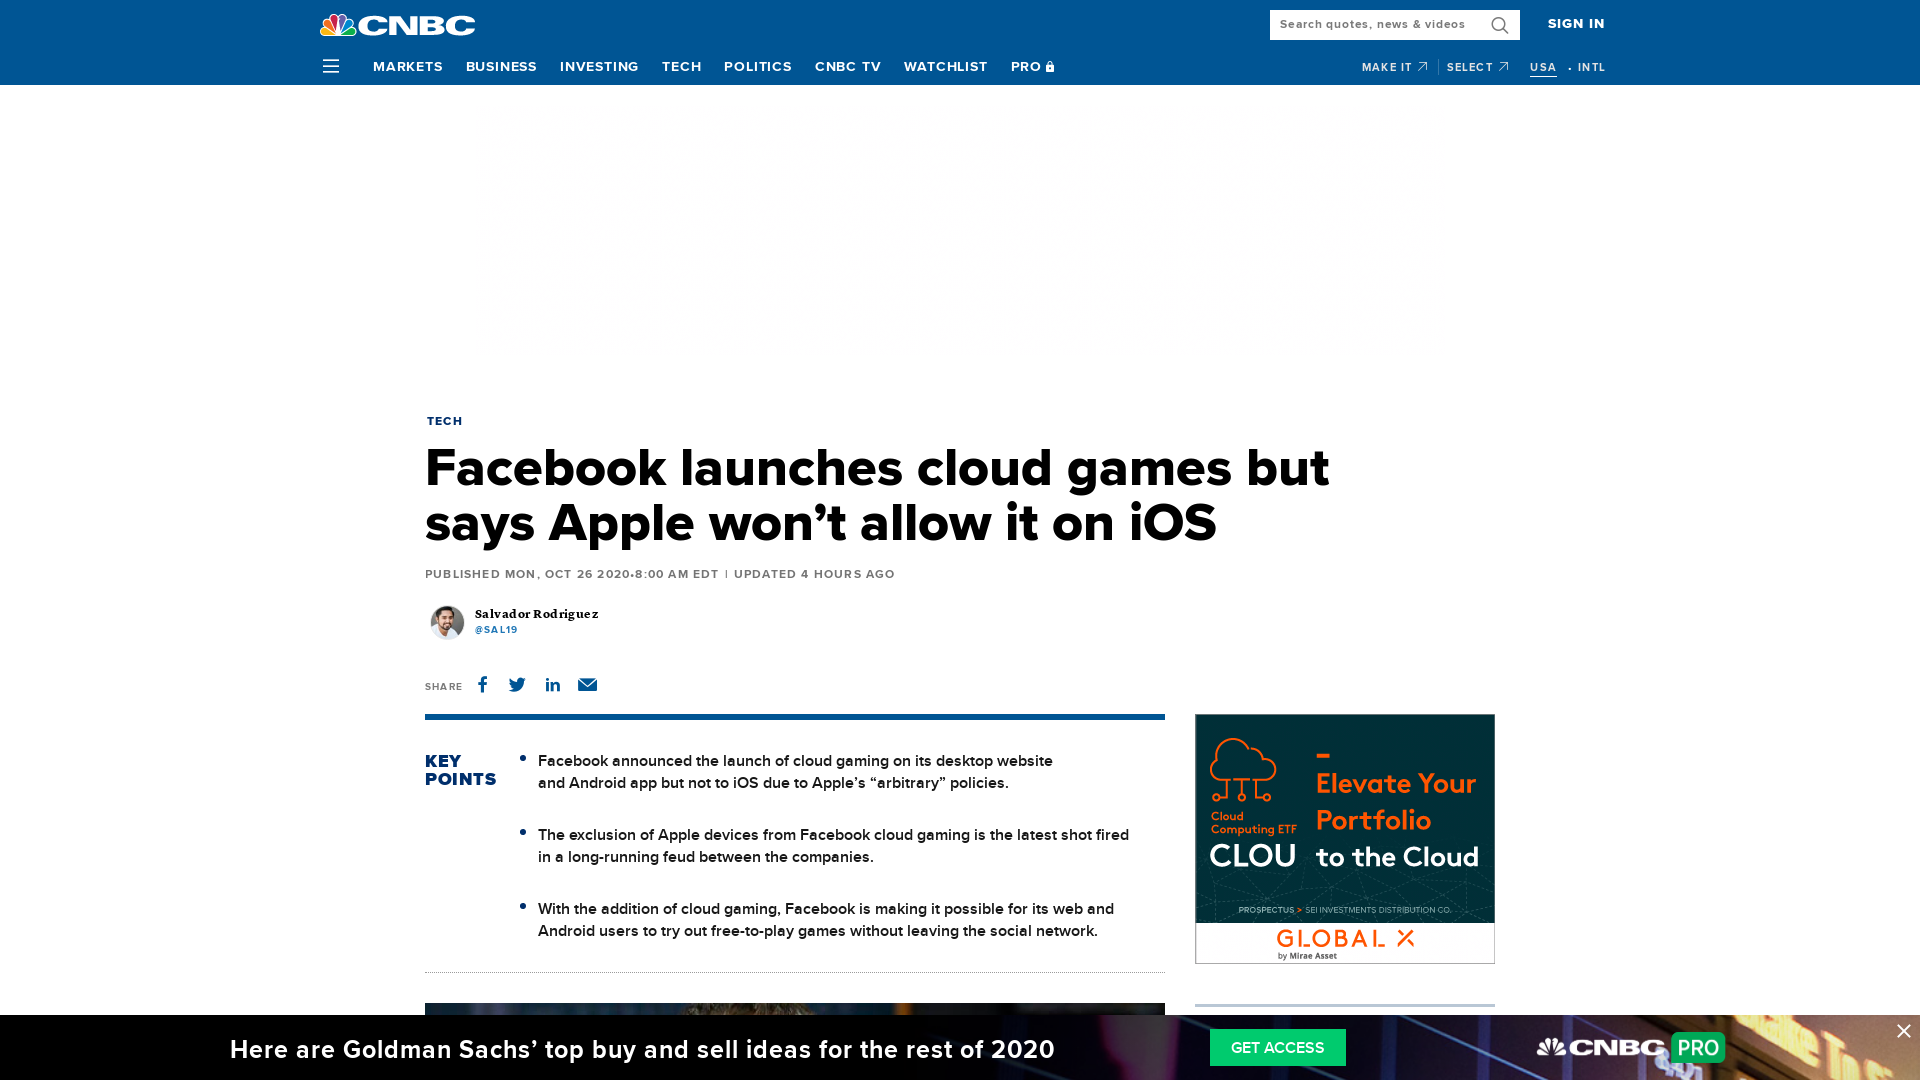 CNBC
Search quotes, news & videos
SIGN IN
MARKETS BUSINESS INVESTING TECH POLITICS CNBC TV WATCHLIST PRO
MAKE IT SELECT USA • INTL
TECH
Facebook launches cloud games but
says Apple won’t allow it on iOS
PUBLISHED MON, OCT 26 2020•8:00 AM EDT | UPDATED 4 HOURS AGO
Salvador Rodriguez
@SAL19
SHARE
KEY
POINTS
Facebook announced the launch of cloud gaming on its desktop website
and Android app but not to iOS due to Apple’s “arbitrary” policies.
The exclusion of Apple devices from Facebook cloud gaming is the latest shot fired
in a long-running feud between the companies.
With the addition of cloud gaming, Facebook is making it possible for its web and
Android users to try out free-to-play games without leaving the social network.
Cloud
Computing ETF
CLOU
Elevate Your
Portfolio
to the Cloud
PROSPECTUS > SEI INVESTMENTS DISTRIBUTION CO.
GLOBAL X
by Mirae Asset
Here are Goldman Sachs’ top buy and sell ideas for the rest of 2020
GET ACCESS
CNBC PRO